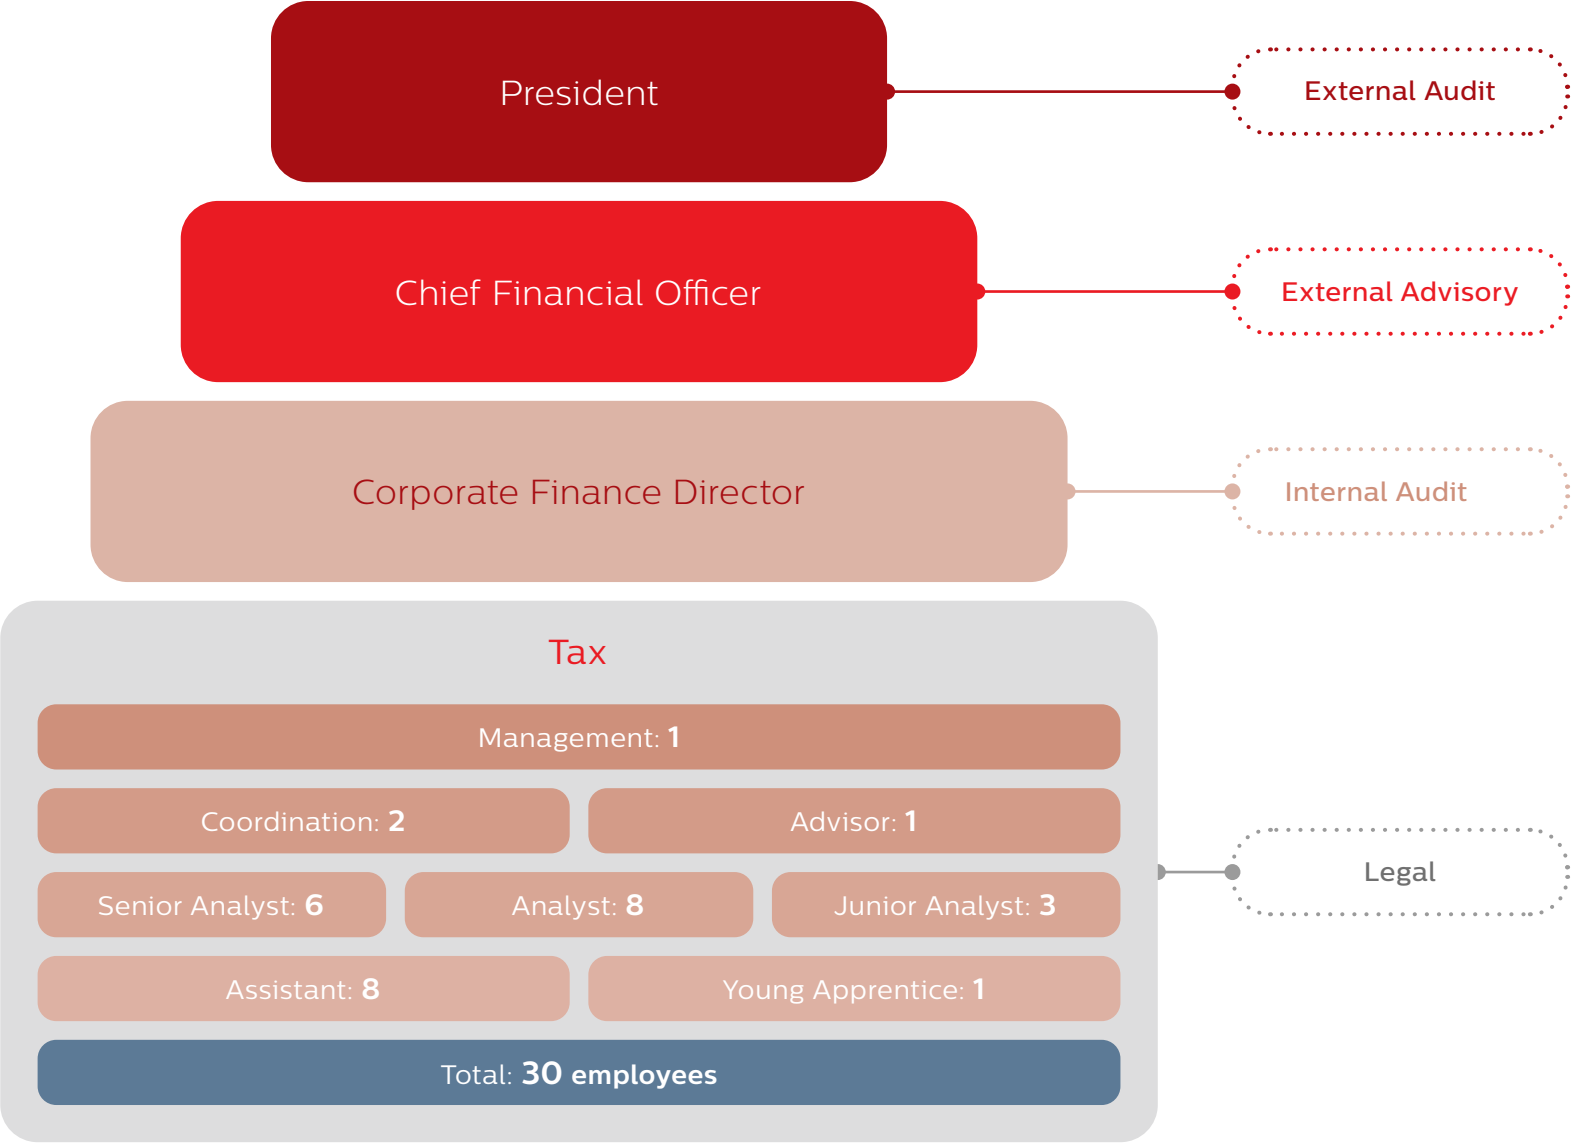 President
External Audit
Chief Financial Officer
External Advisory
Corporate Finance Director
Internal Audit
Tax
Management: 1
Coordination: 2
Advisor: 1
Senior Analyst: 6
Analyst: 8
Junior Analyst: 3
Legal
Assistant: 8
Young Apprentice: 1
Total: 30 employees